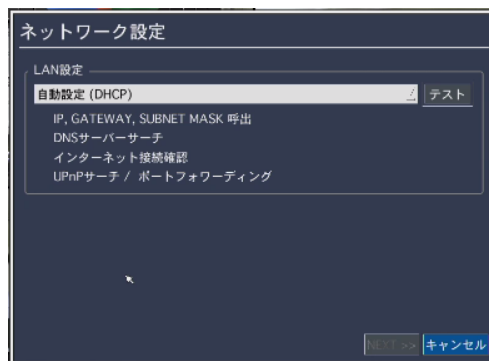 ネットワーク設定
LAN設定
自動設定 (DHCP)
テスト
IP, GATEWAY, SUBNET MASK 呼出
DNSサーバーサーチ
インターネット接続確認
UPnPサーチ / ポートフォワーディング
NEXT >>
キャンセル